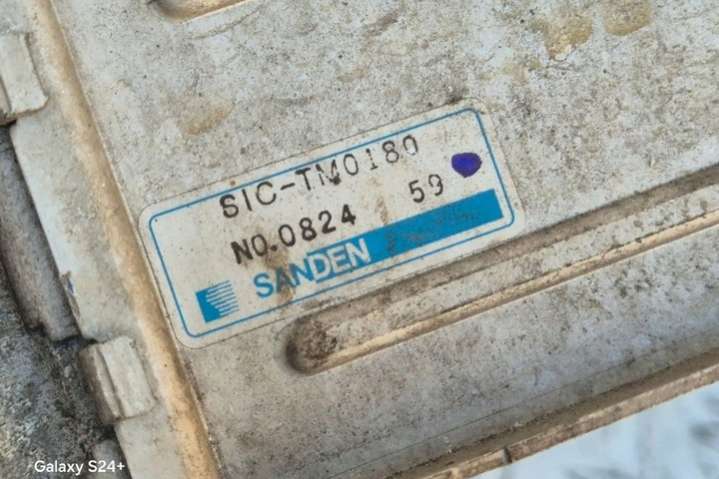 SIC-TM0180
NO.0824 59
SANDEN
Galaxy S24+